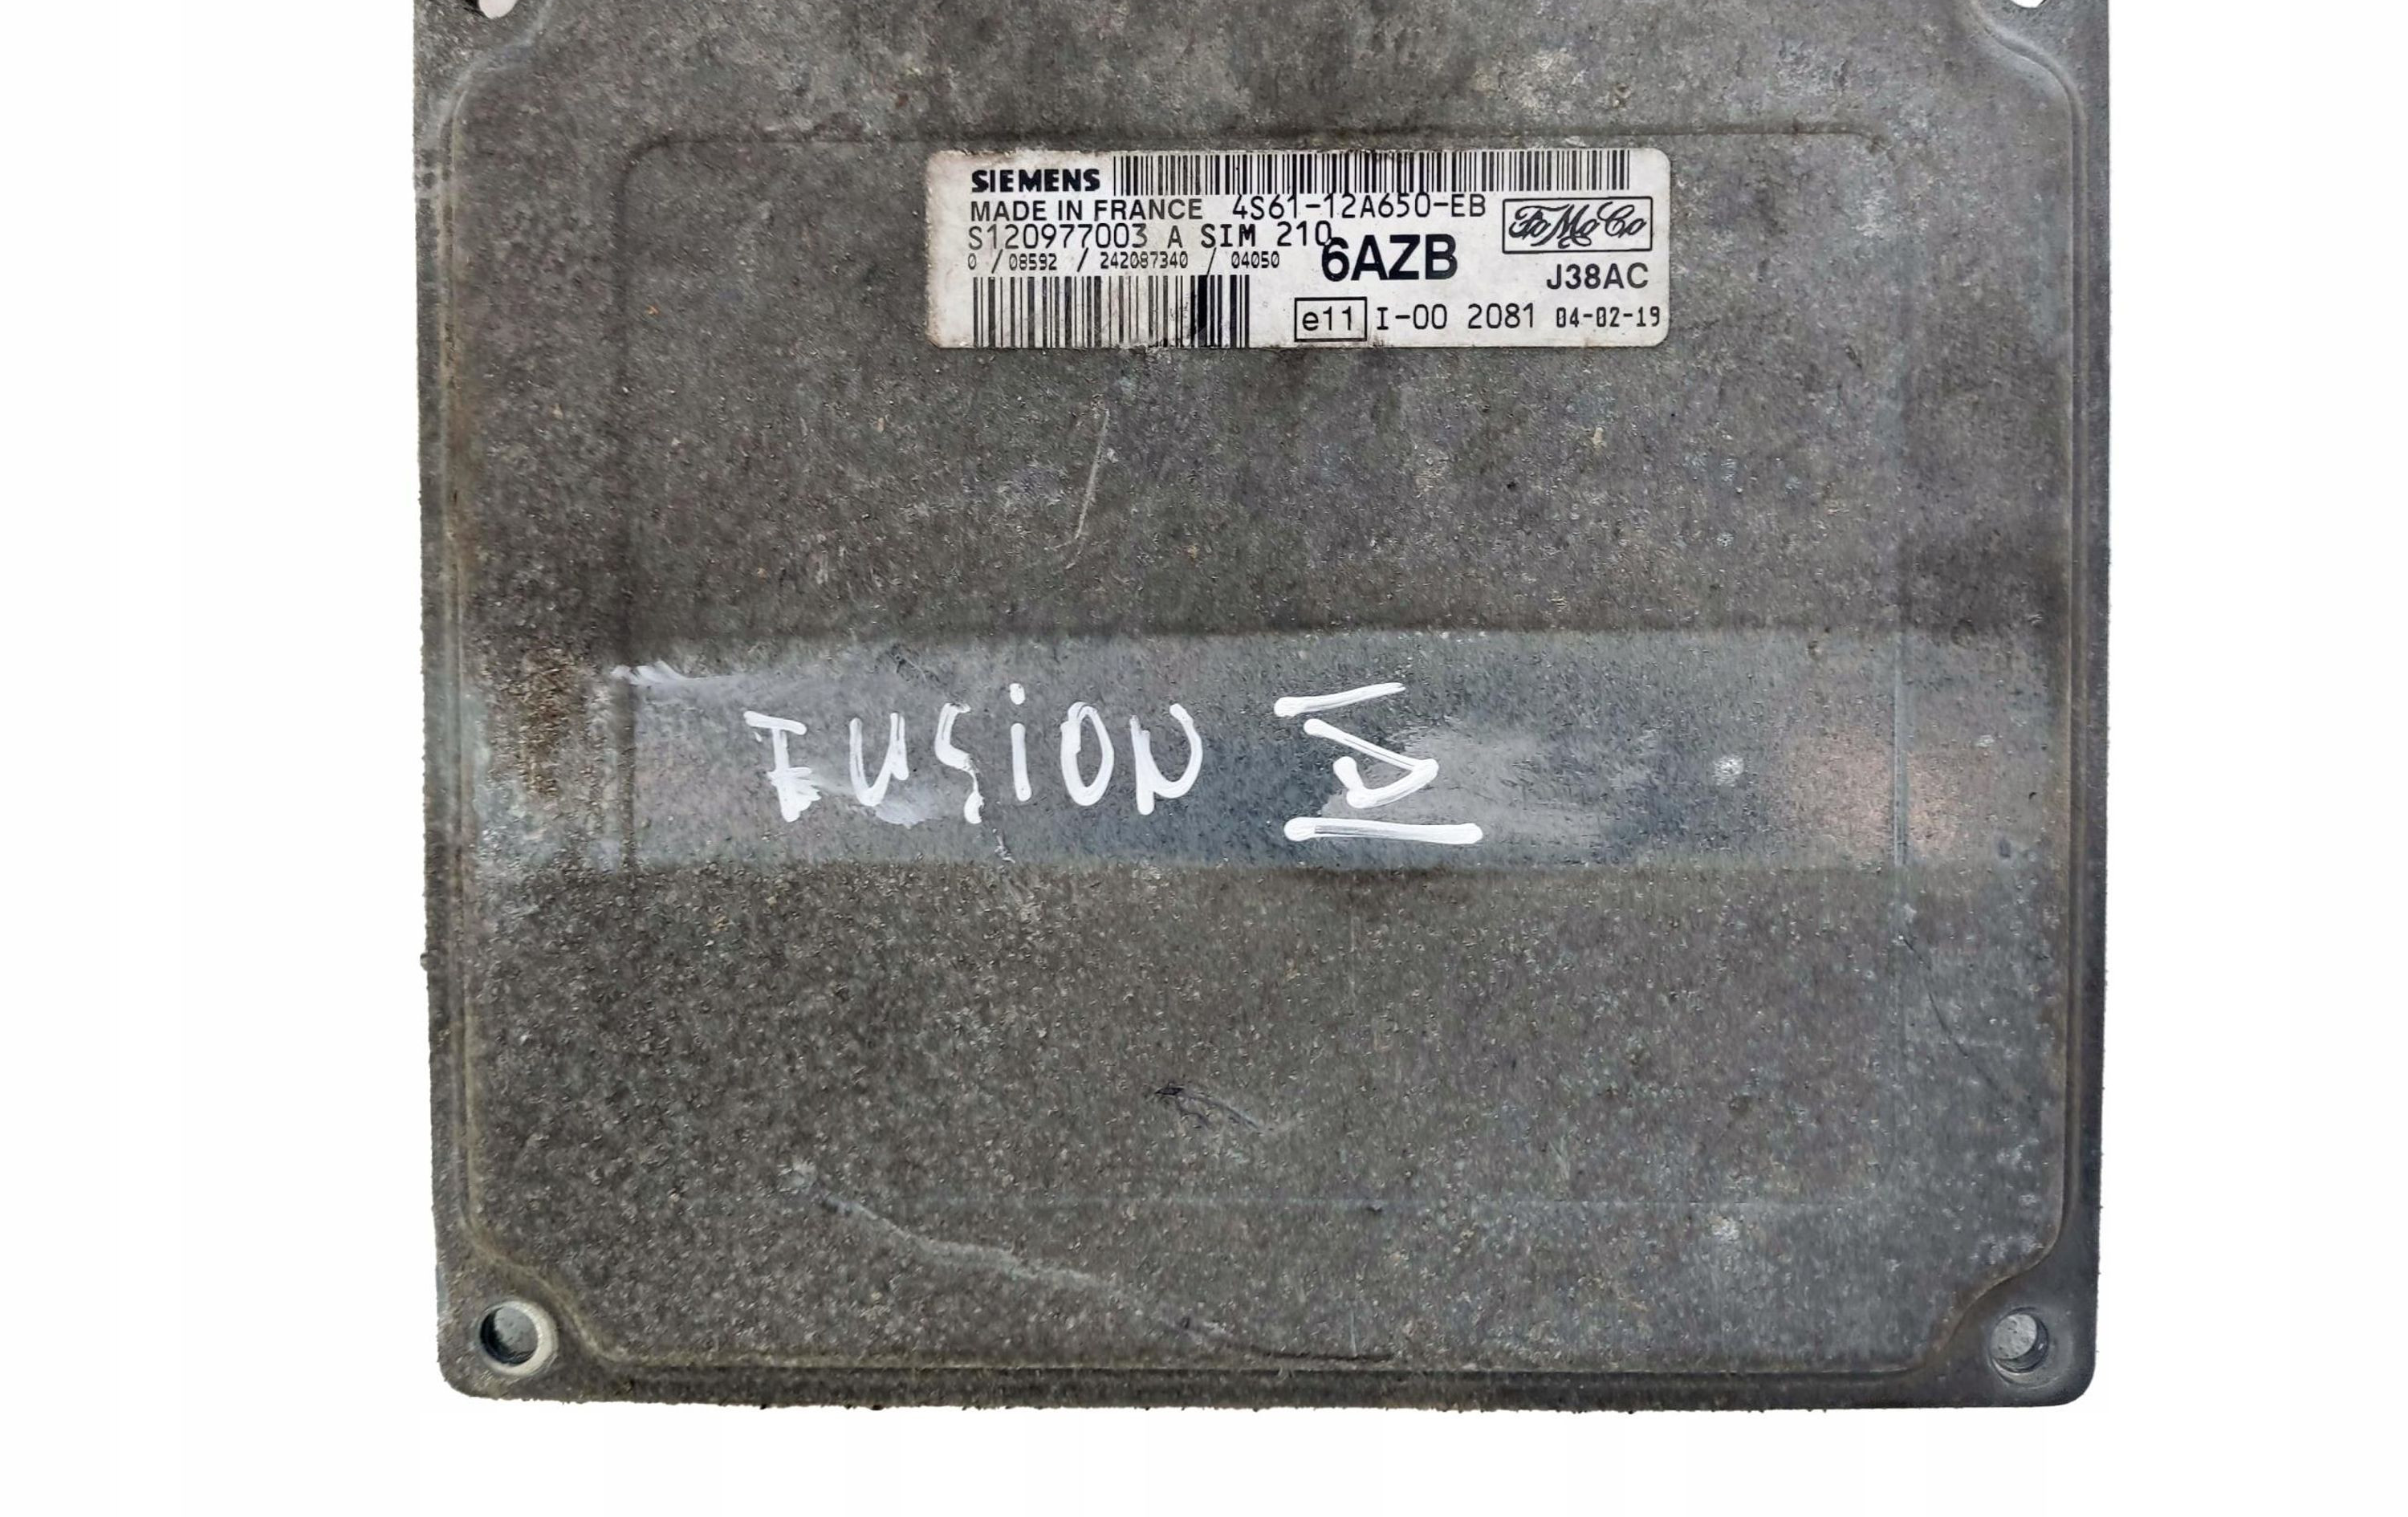 SIEMENS
MADE IN FRANCE 4S61-12A650-EB
FoMoCo
S120977003 A SIM 210
0 / 08592 / 242087340 / 04050
6AZB
J38AC
e11 I-00 2081 04-02-19
FUSiON